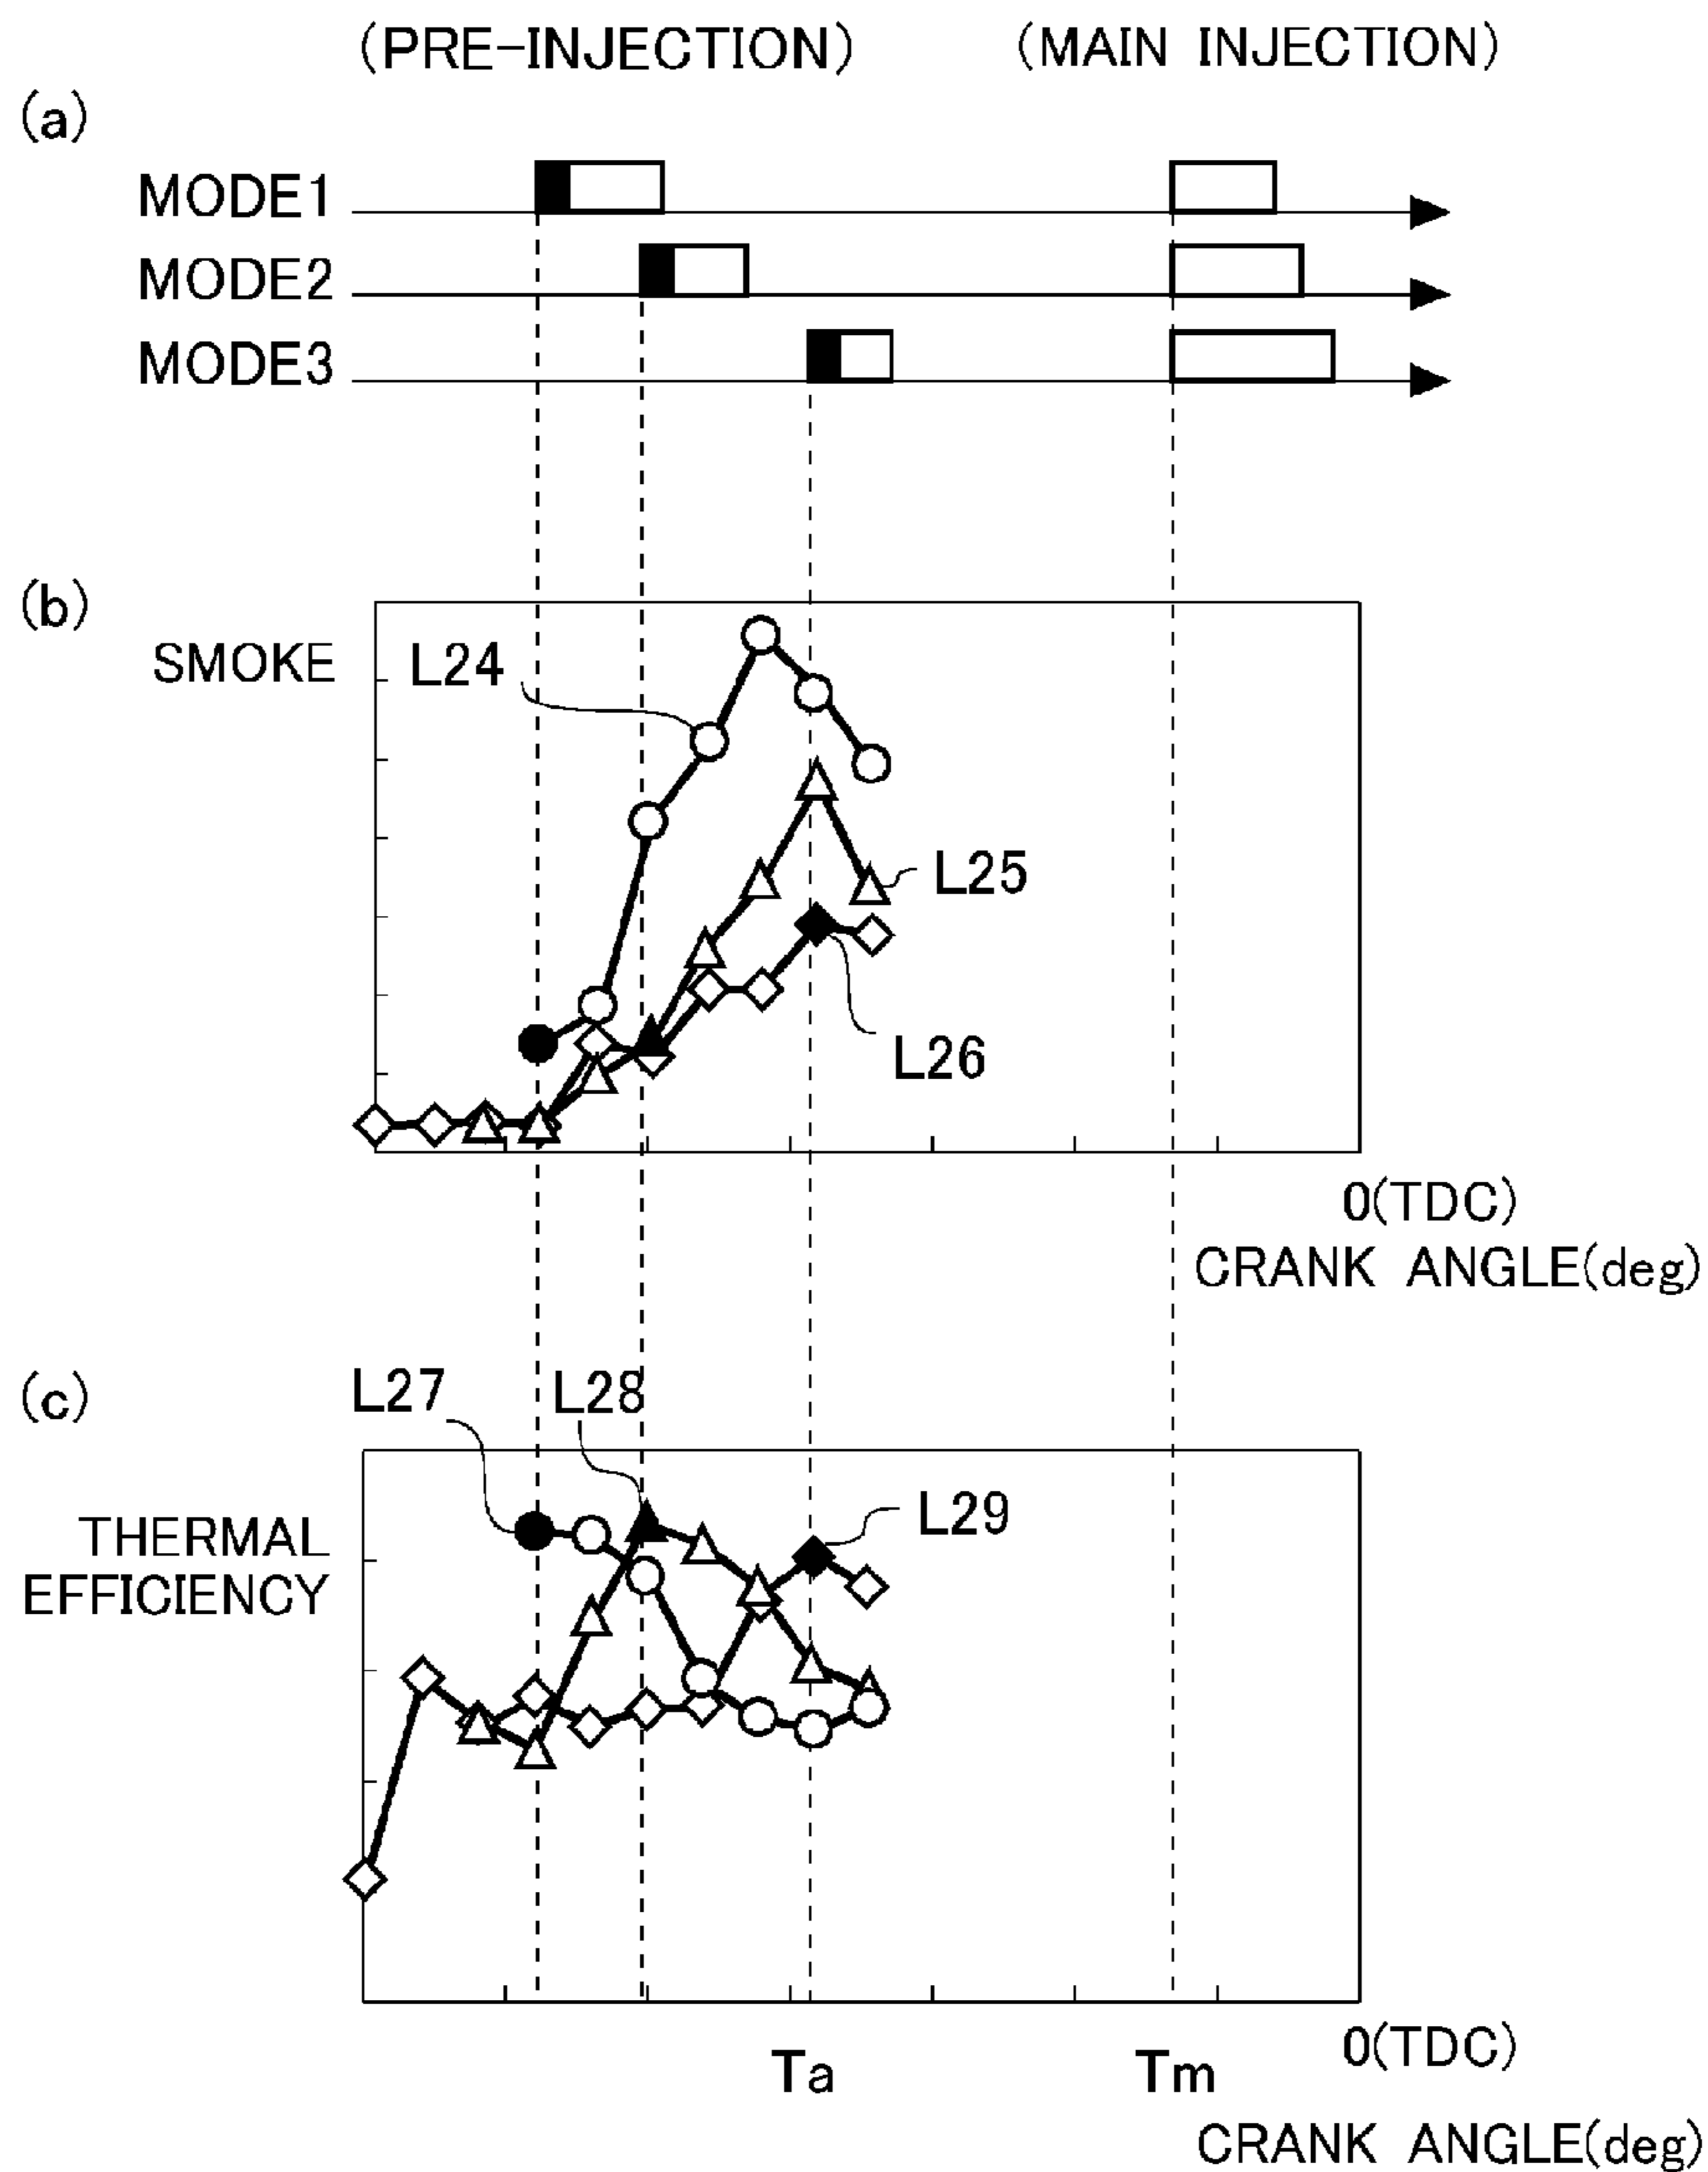 (PRE-INJECTION) (MAIN INJECTION)
(a)
MODE1
MODE2
MODE3
(b)
SMOKE
L24
L25
L26
0(TDC)
CRANK ANGLE(deg)
(c)
L27 L28
L29
THERMAL
EFFICIENCY
0(TDC)
Ta Tm
CRANK ANGLE(deg)